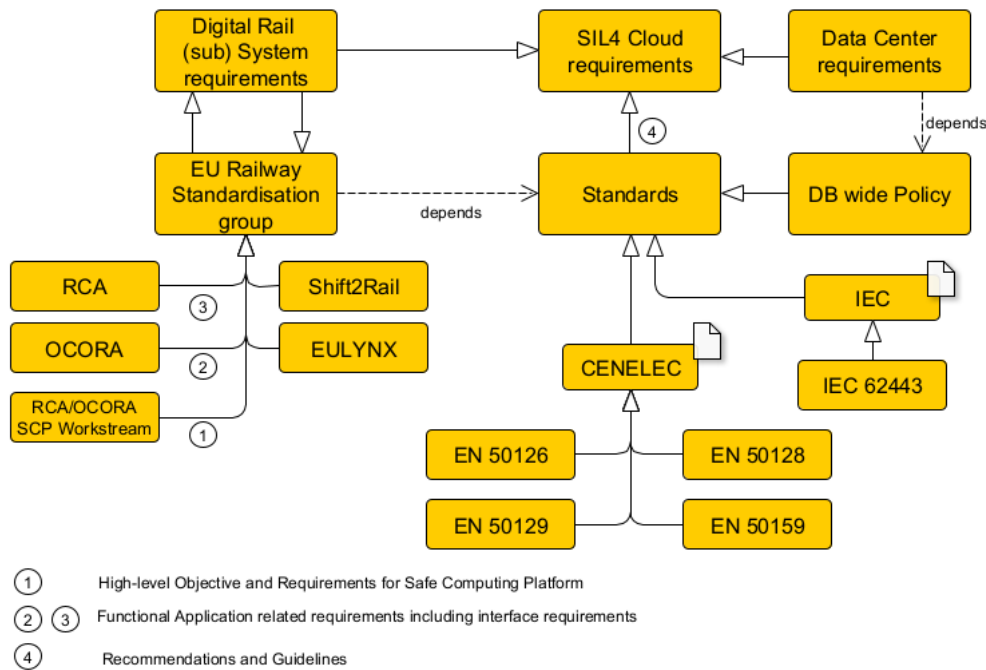 Digital Rail
(sub) System
requirements
SIL4 Cloud
requirements
Data Center
requirements
4
depends
EU Railway
Standardisation
group
depends
Standards
DB wide Policy
RCA
3
Shift2Rail
IEC
OCORA
2
EULYNX
CENELEC
IEC 62443
RCA/OCORA
SCP Workstream
1
EN 50126
EN 50128
EN 50129
EN 50159
1 High-level Objective and Requirements for Safe Computing Platform
2 3 Functional Application related requirements including interface requirements
4 Recommendations and Guidelines